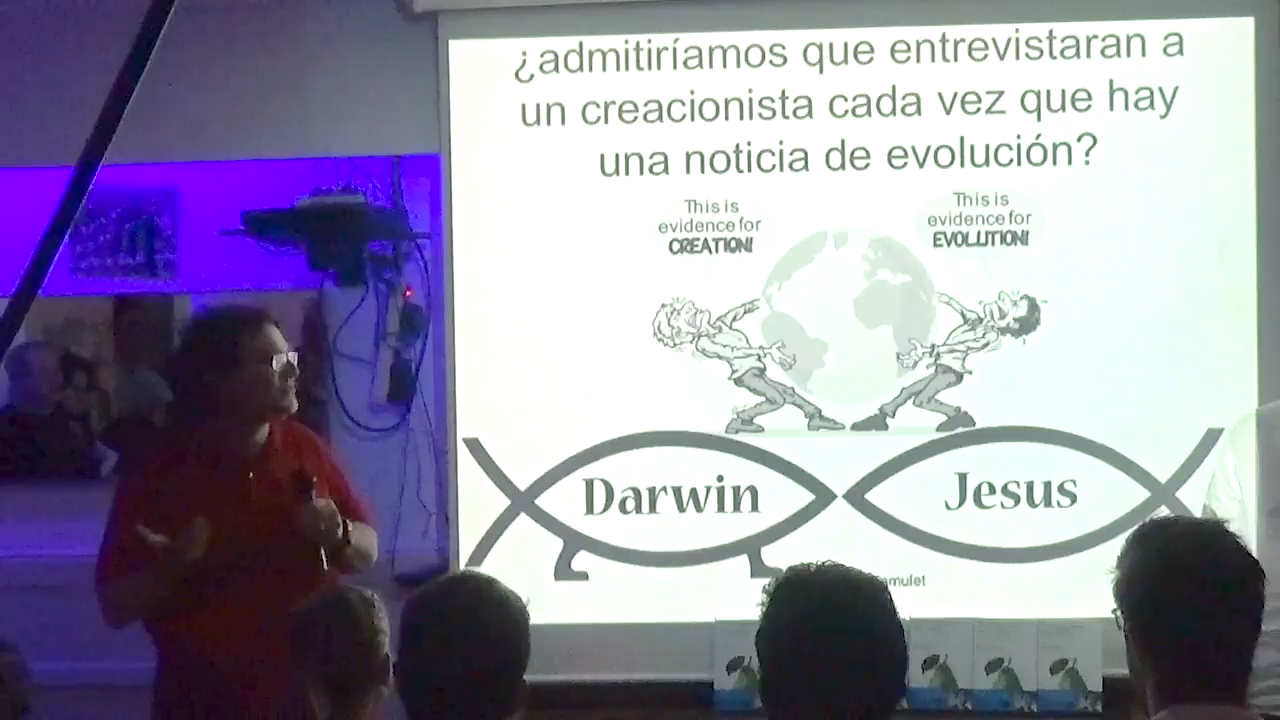 ¿admitiríamos que entrevistaran a
un creacionista cada vez que hay
una noticia de evolución?
This is
evidence for
CREATION!
This is
evidence for
EVOLUTION!
Darwin
Jesus